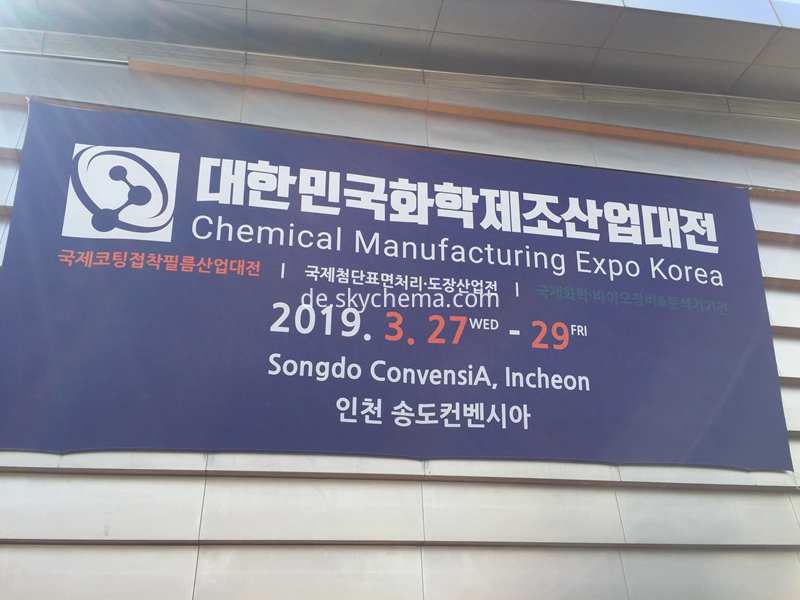 대한민국화학제조산업대전
Chemical Manufacturing Expo Korea
국제코팅접착필름산업대전 | 국제첨단표면처리·도장산업전 | 국제화학·바이오장비&분석기기전
de.skychema.com
2019. 3. 27 WED - 29 FRI
Songdo ConvensiA, Incheon
인천 송도컨벤시아